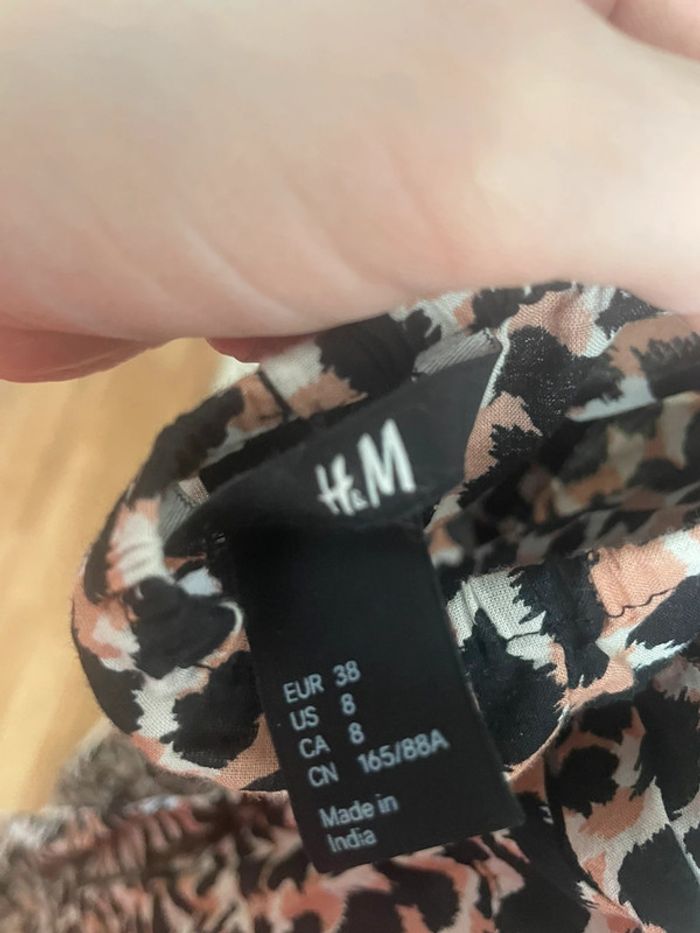 H&M
EUR 38
US 8
CA 8
CN 165/88A
Made in
India